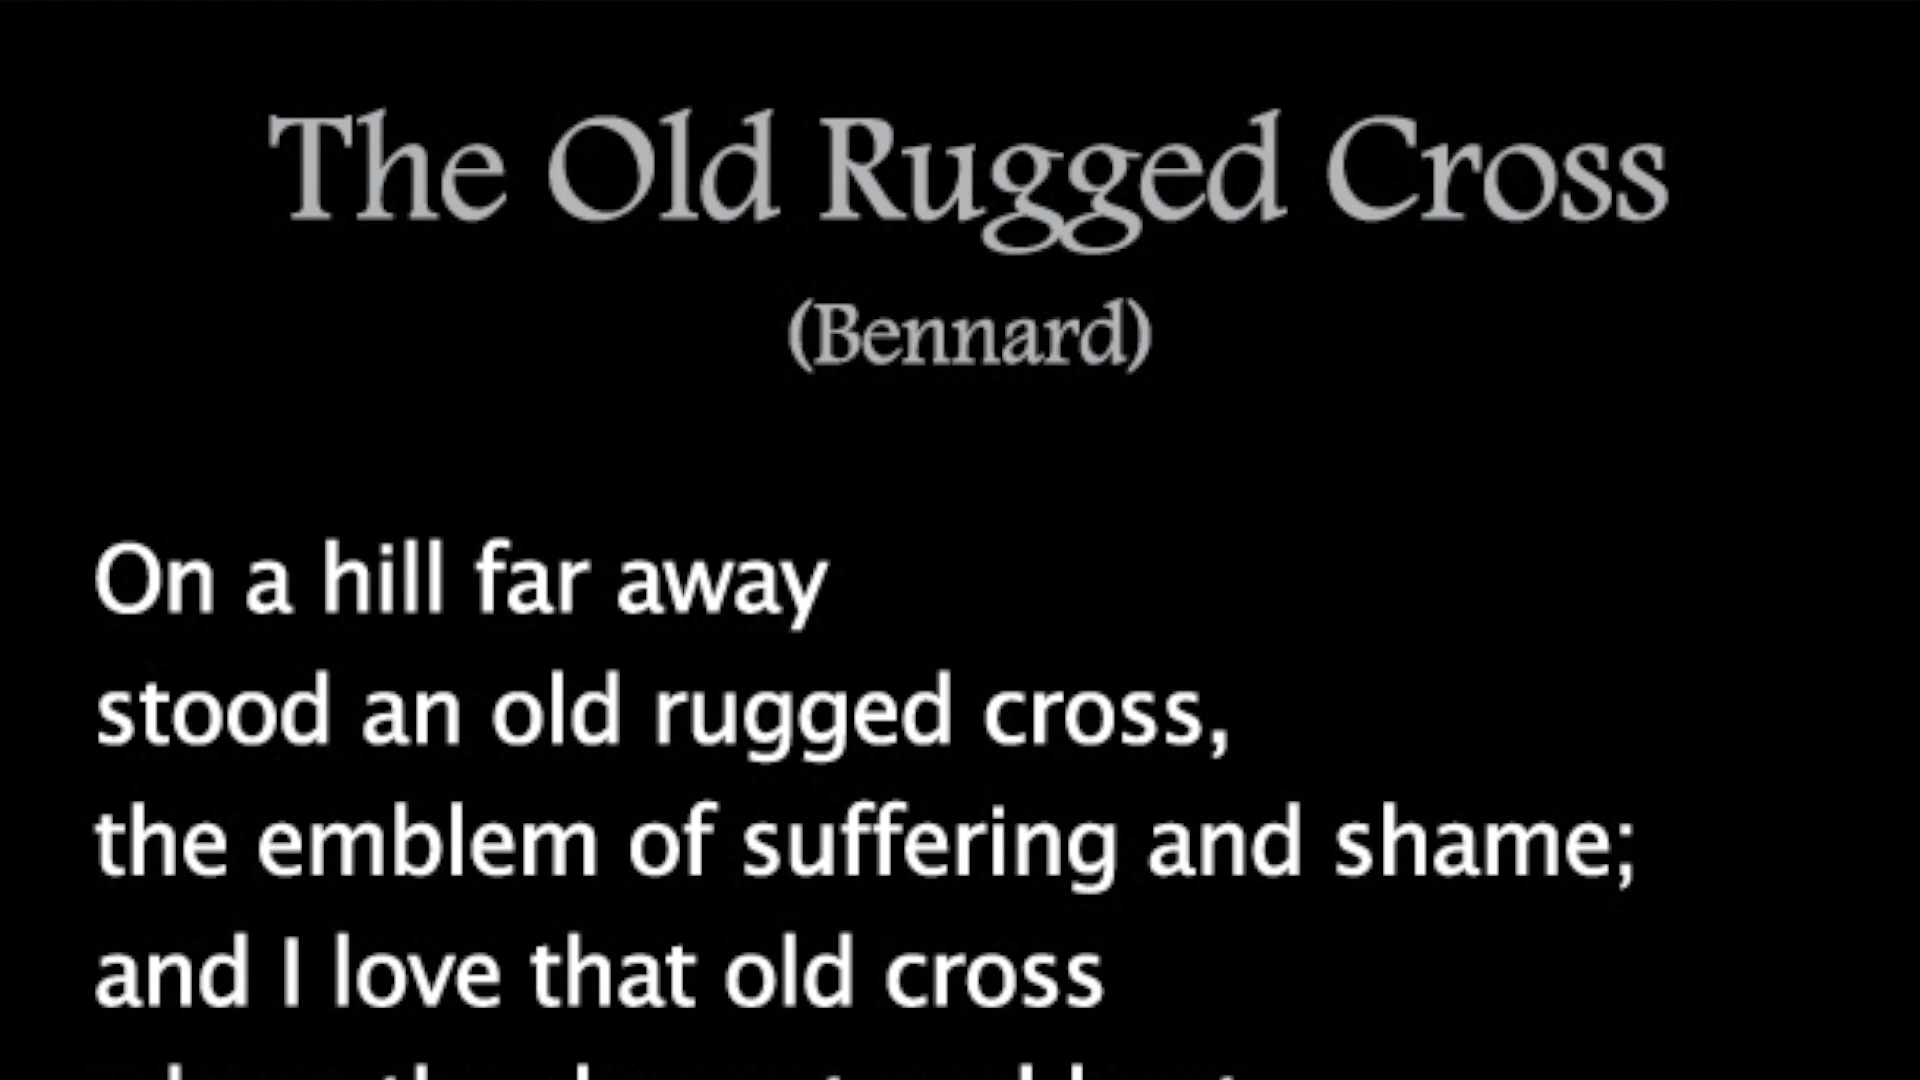 The Old Rugged Cross
(Bennard)
On a hill far away
stood an old rugged cross,
the emblem of suffering and shame;
and I love that old cross